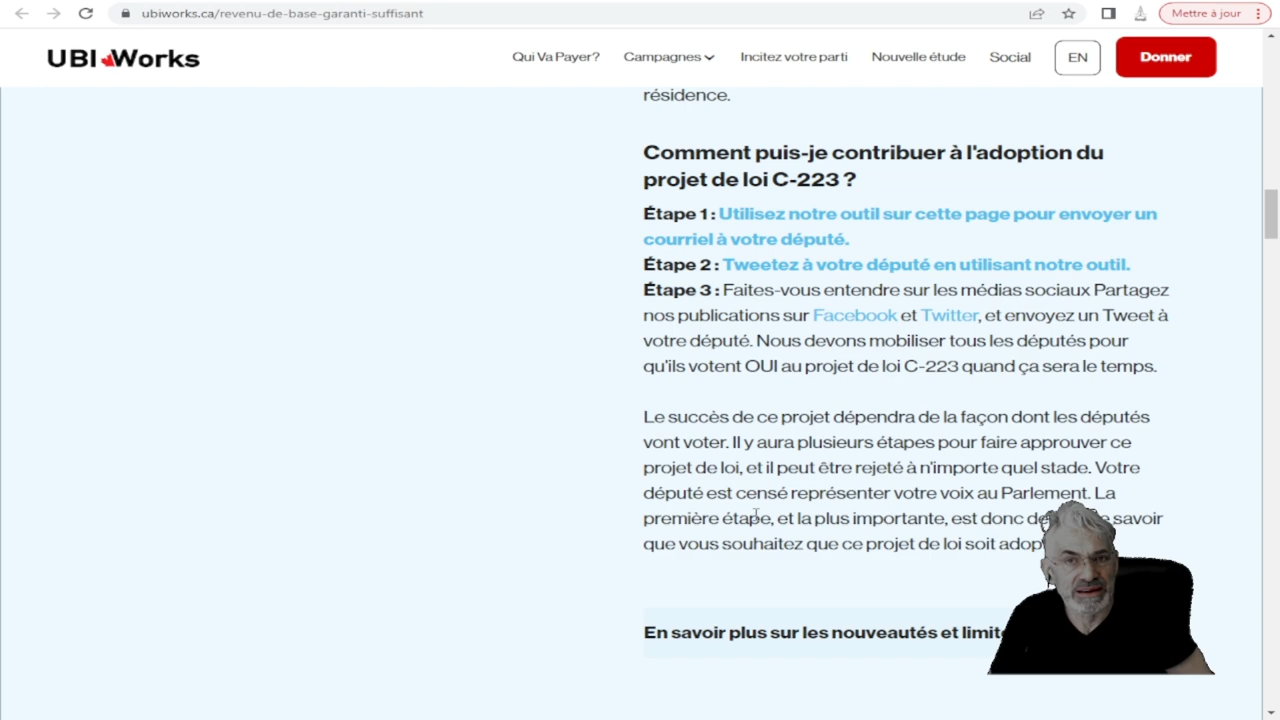 ubiworks.ca/revenu-de-base-garanti-suffisant
Mettre à jour
UBI Works
Qui Va Payer?
Campagnes
Incitez votre parti
Nouvelle étude
Social
EN
Donner
résidence.
Comment puis-je contribuer à l'adoption du
projet de loi C-223 ?
Étape 1 : Utilisez notre outil sur cette page pour envoyer un
courriel à votre député.
Étape 2 : Tweetez à votre député en utilisant notre outil.
Étape 3 : Faites-vous entendre sur les médias sociaux Partagez
nos publications sur Facebook et Twitter, et envoyez un Tweet à
votre député. Nous devons mobiliser tous les députés pour
qu'ils votent OUI au projet de loi C-223 quand ça sera le temps.
Le succès de ce projet dépendra de la façon dont les députés
vont voter. Il y aura plusieurs étapes pour faire approuver ce
projet de loi, et il peut être rejeté à n'importe quel stade. Votre
député est censé représenter votre voix au Parlement. La
première étape, et la plus importante, est donc savoir
que vous souhaitez que ce projet de loi soit
En savoir plus sur les nouveautés et